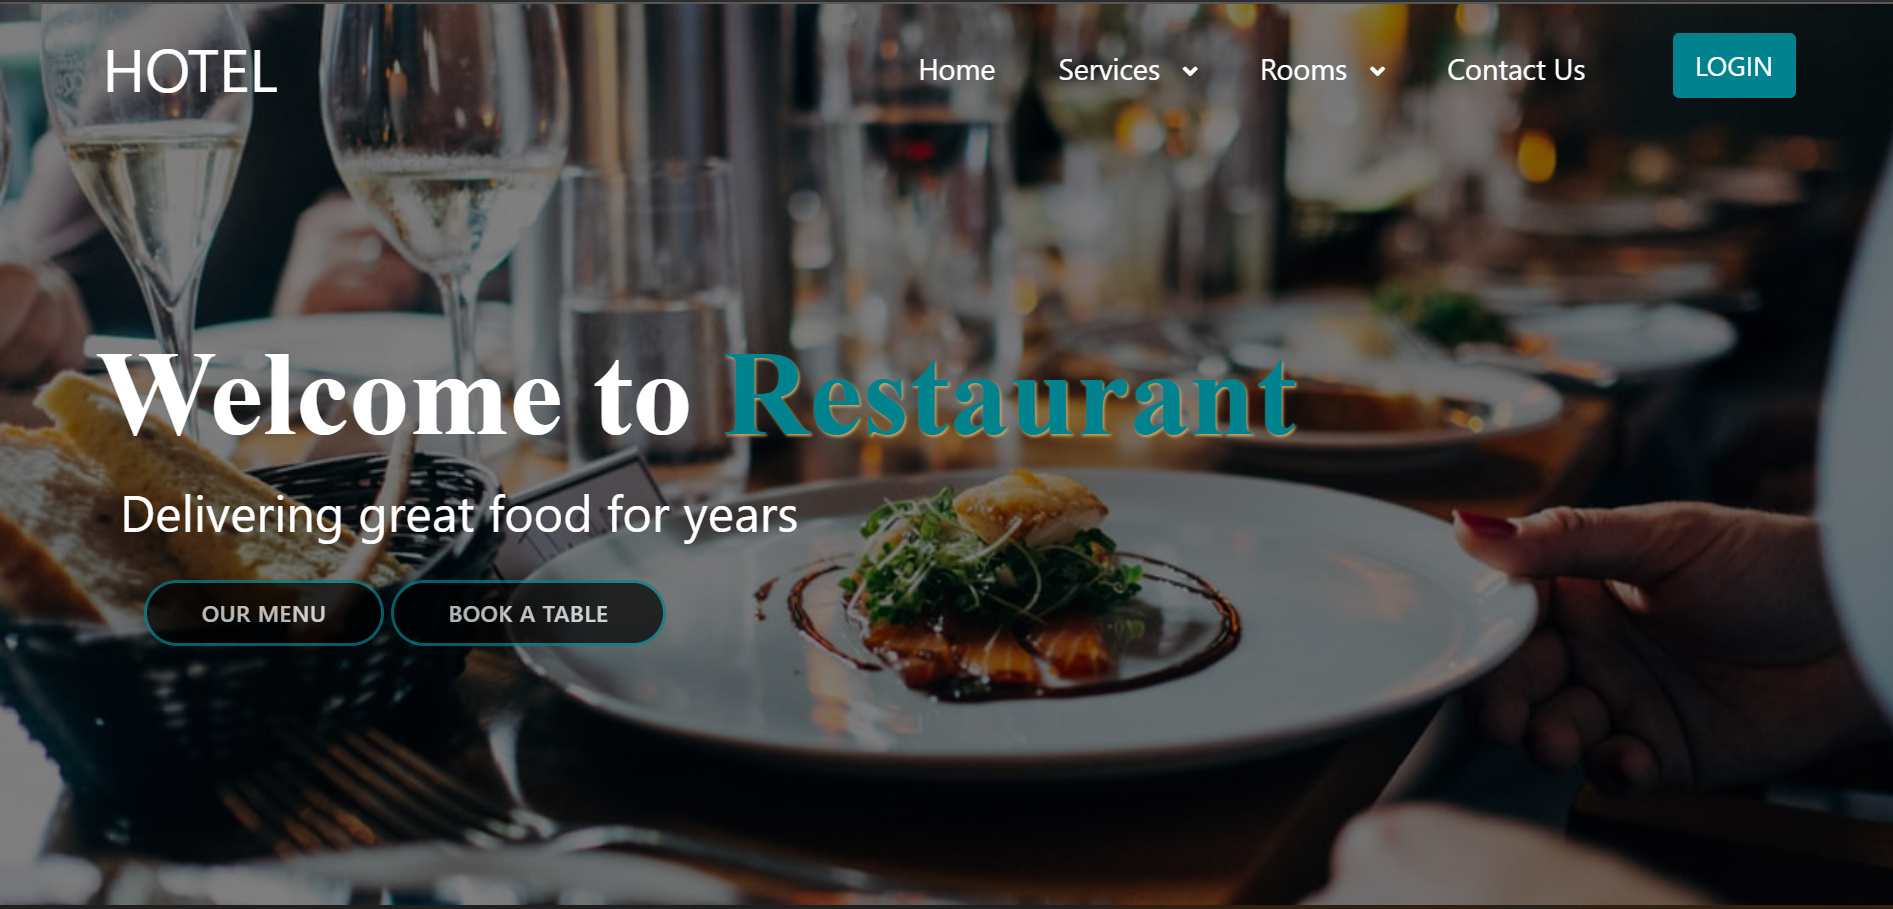 HOTEL
Home Services Rooms Contact Us LOGIN
Welcome to Restaurant
Delivering great food for years
OUR MENU BOOK A TABLE